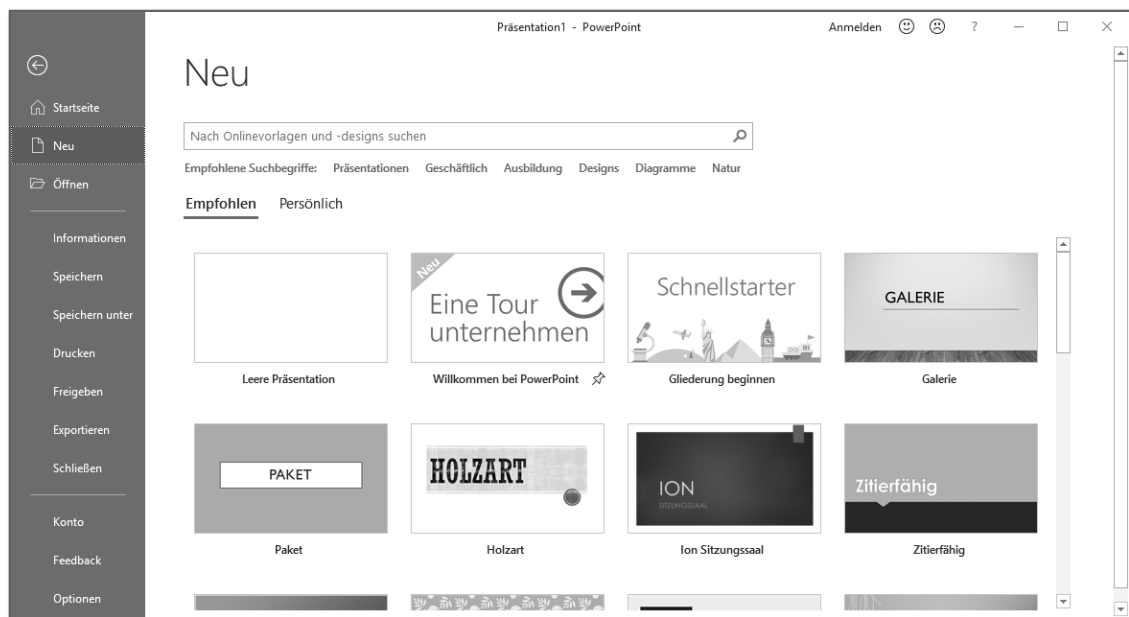 Präsentation1 - PowerPoint
Anmelden
?
Neu
Startseite
Neu
Öffnen
Informationen
Speichern
Speichern unter
Drucken
Freigeben
Exportieren
Schließen
Konto
Feedback
Optionen
Nach Onlinevorlagen und -designs suchen
Empfohlene Suchbegriffe: Präsentationen Geschäftlich Ausbildung Designs Diagramme Natur
Empfohlen Persönlich
Leere Präsentation
Neu
Eine Tour
unternehmen
Willkommen bei PowerPoint
Schnellstarter
Gliederung beginnen
GALERIE
Galerie
PAKET
Paket
HOLZART
Holzart
ION
SITZUNGSSAAL
Ion Sitzungssaal
Zitierfähig
Zitierfähig